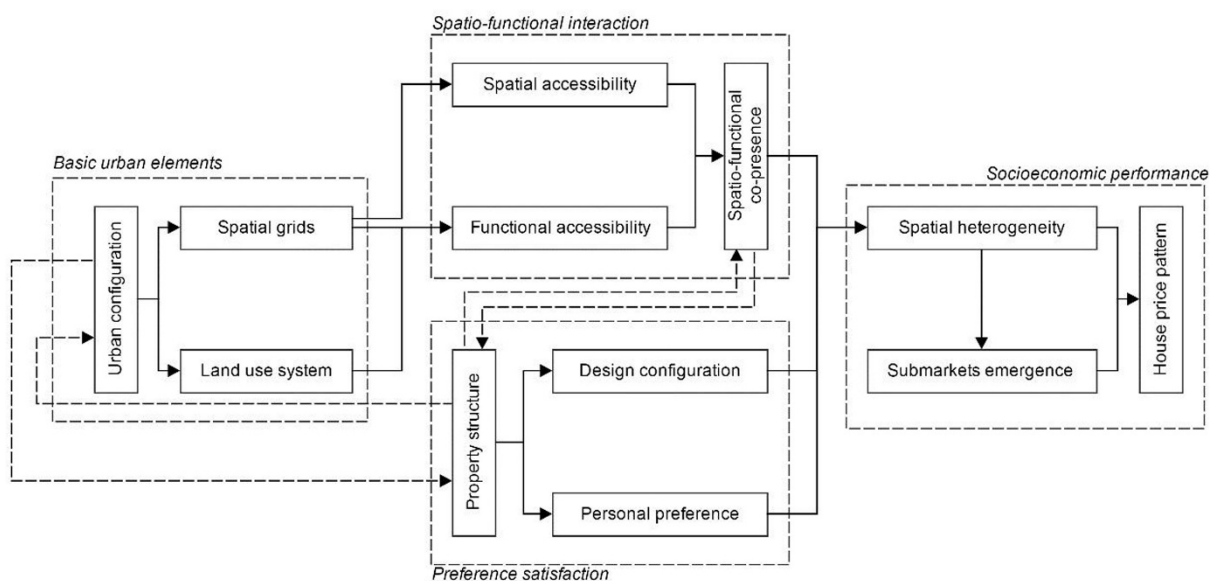 Spatio-functional interaction
Spatial accessibility
Functional accessibility
Spatio-functional
co-presence
Basic urban elements
Urban configuration
Spatial grids
Land use system
Property structure
Design configuration
Personal preference
Preference satisfaction
Socioeconomic performance
Spatial heterogeneity
Submarkets emergence
House price pattern